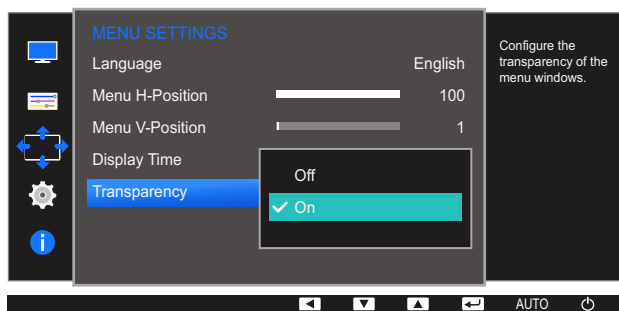 MENU SETTINGS
Language English
Menu H-Position 100
Menu V-Position 1
Display Time
Transparency
Off
On
Configure the
transparency of the
menu windows.
AUTO